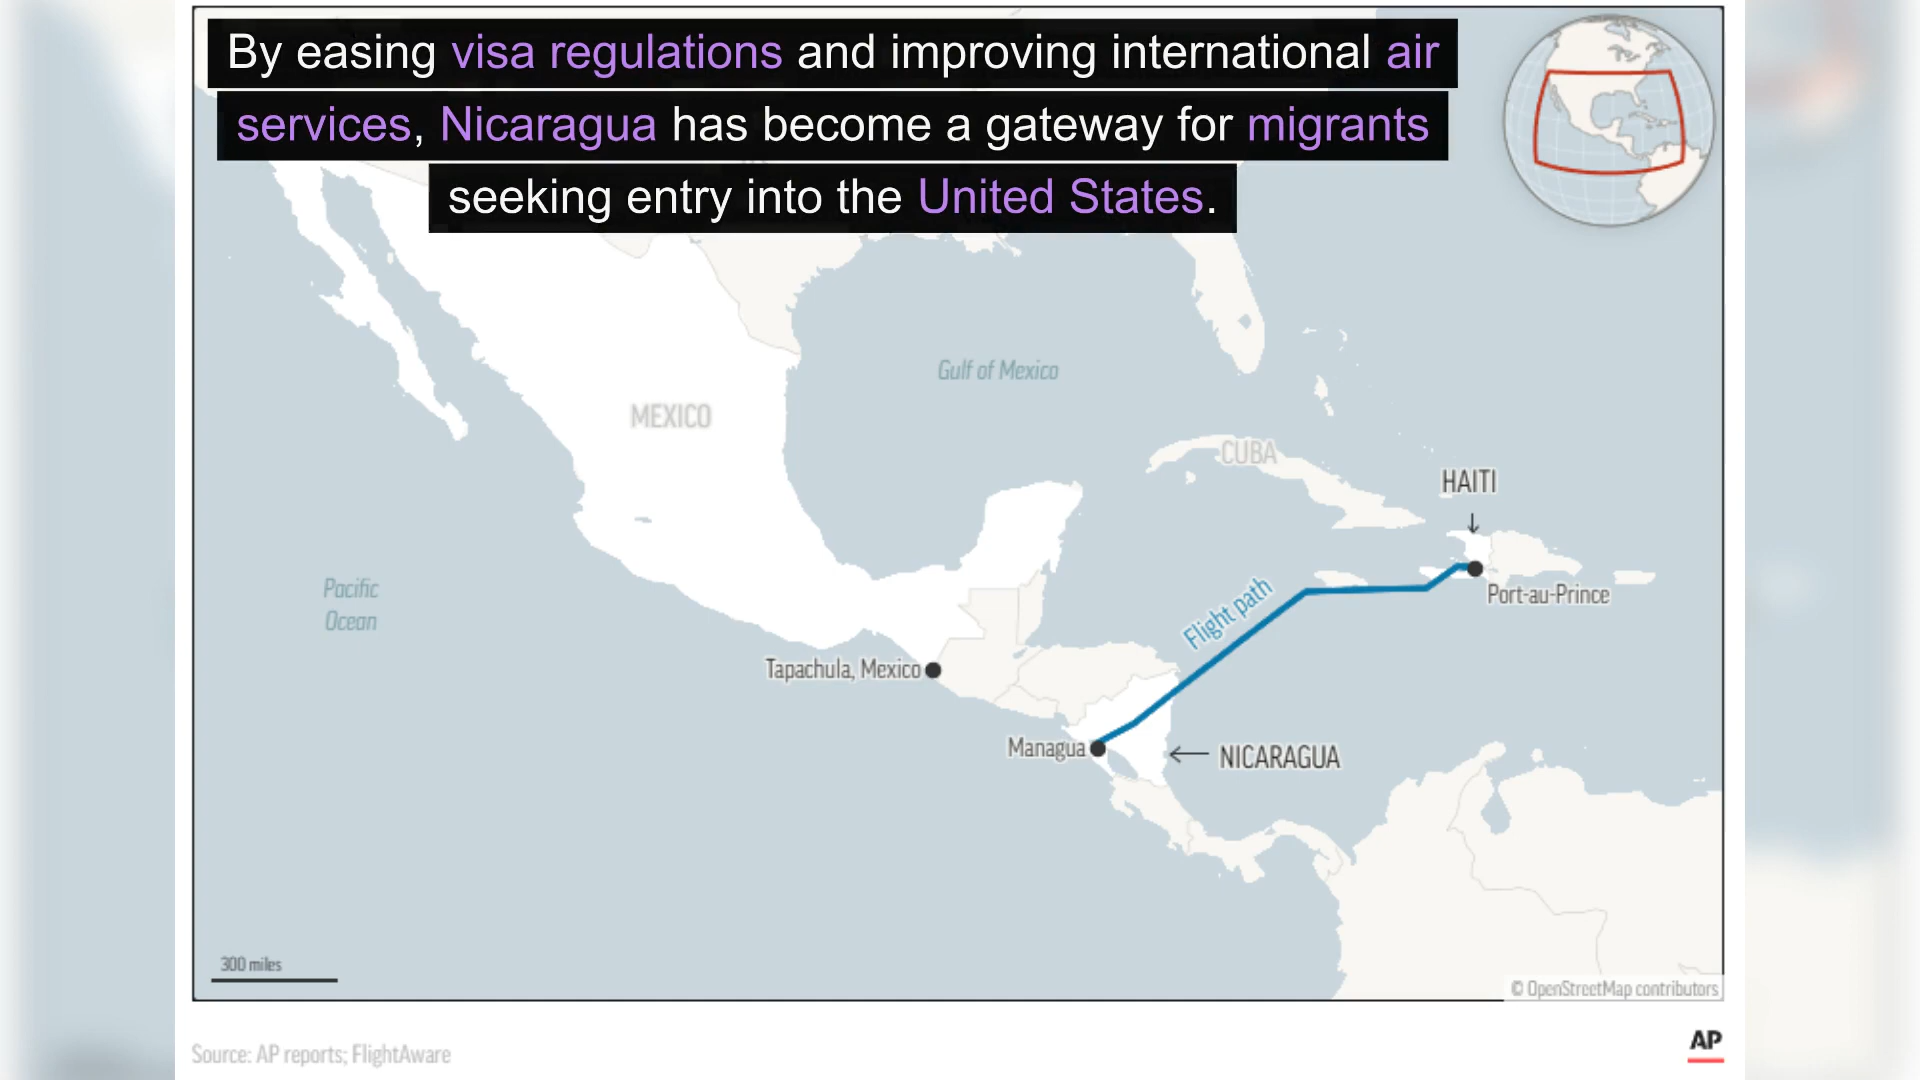 By easing visa regulations and improving international air
services, Nicaragua has become a gateway for migrants
seeking entry into the United States.
Gulf of Mexico
MEXICO
CUBA
HAITI
Pacific
Ocean
Flight path
Port-au-Prince
Tapachula, Mexico
Managua
NICARAGUA
300 miles
© OpenStreetMap contributors
Source: AP reports; FlightAware
AP